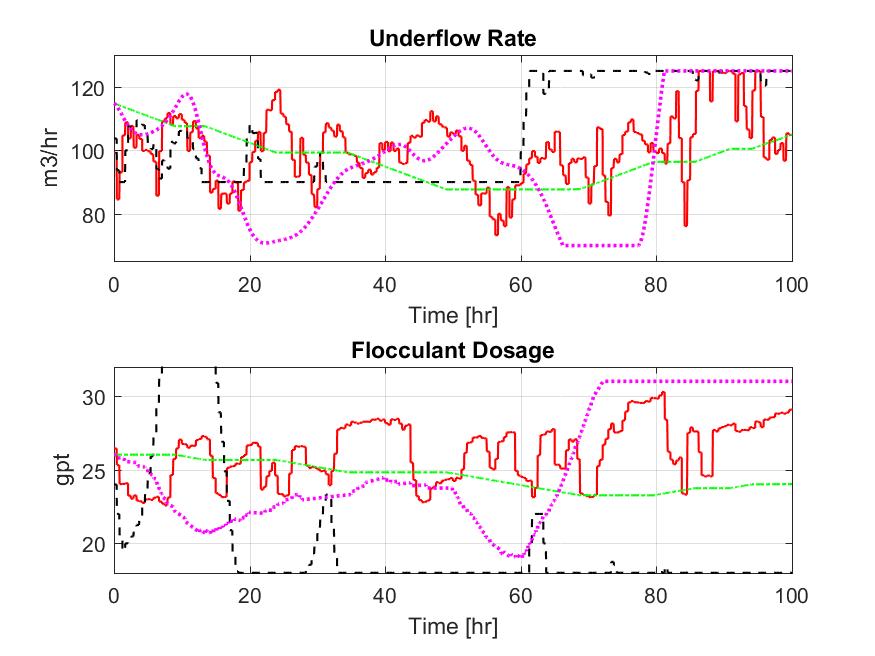 Underflow Rate
120
100
80
m3/hr
0 20 40 60 80 100
Time [hr]
Flocculant Dosage
30
25
20
gpt
0 20 40 60 80 100
Time [hr]